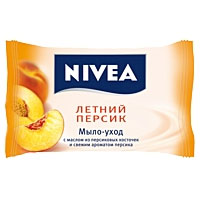 NIVEA
ЛЕТНИЙ
ПЕРСИК
Мыло-уход
с маслом из персиковых косточек
и свежим ароматом персика